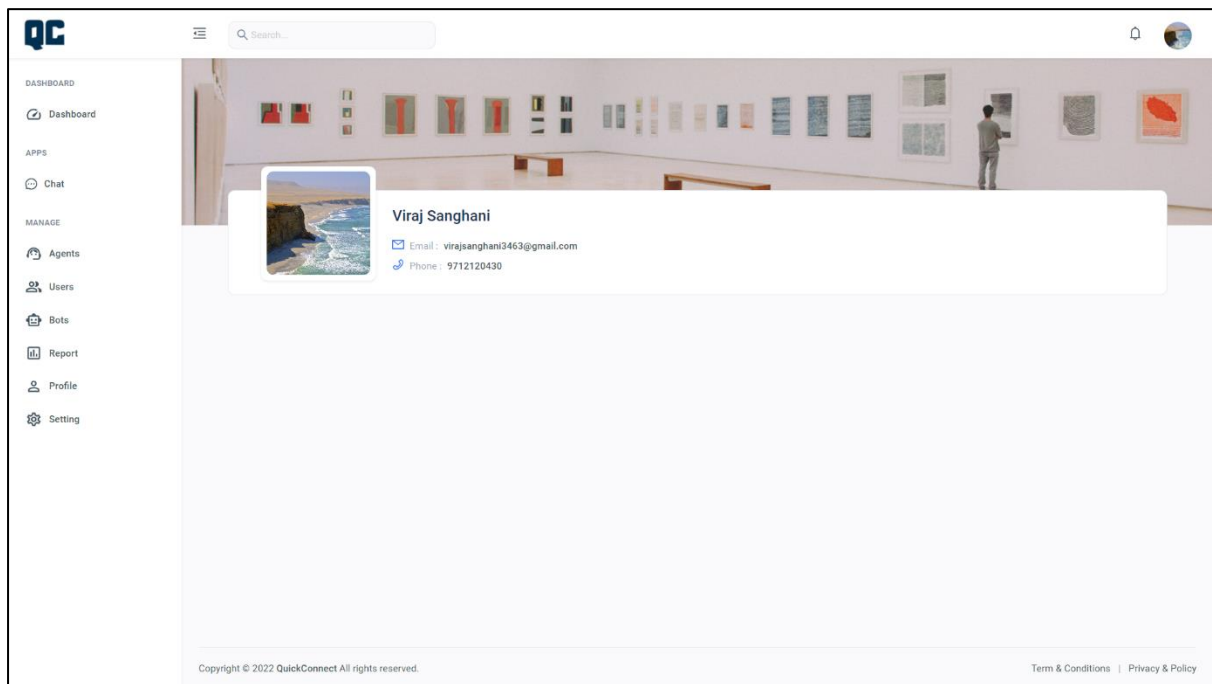 QC
Search...
DASHBOARD
Dashboard
APPS
Chat
MANAGE
Agents
Users
Bots
Report
Profile
Setting
Viraj Sanghani
Email : virajsanghani3463@gmail.com
Phone : 9712120430
Copyright © 2022 QuickConnect All rights reserved.
Term & Conditions | Privacy & Policy